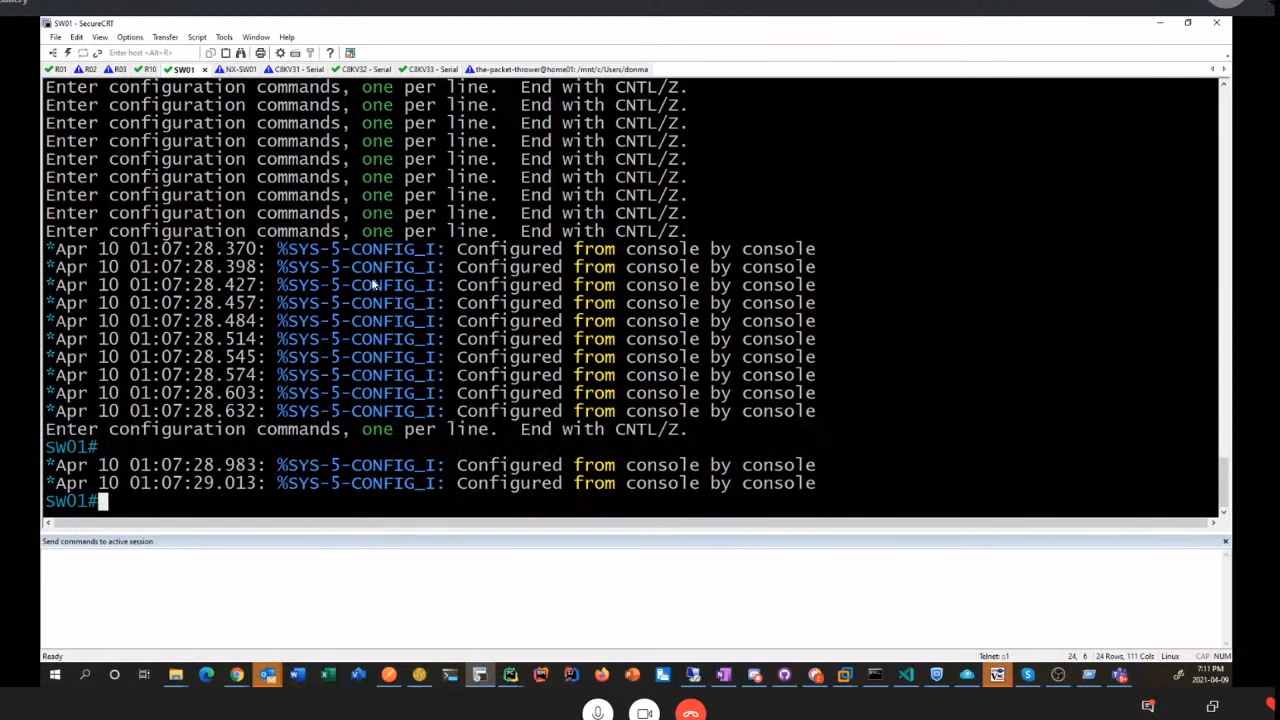 SW01 - SecureCRT
File Edit View Options Transfer Script Tools Window Help
Enter host <Alt+R>
R01 R02 R03 R10 SW01 NX-SW01 C8KV31 - Serial C8KV32 - Serial C8KV33 - Serial the-packet-thrower@home01: /mnt/c/Users/donma
Enter configuration commands, one per line.  End with CNTL/Z.
Enter configuration commands, one per line.  End with CNTL/Z.
Enter configuration commands, one per line.  End with CNTL/Z.
Enter configuration commands, one per line.  End with CNTL/Z.
Enter configuration commands, one per line.  End with CNTL/Z.
Enter configuration commands, one per line.  End with CNTL/Z.
Enter configuration commands, one per line.  End with CNTL/Z.
Enter configuration commands, one per line.  End with CNTL/Z.
Enter configuration commands, one per line.  End with CNTL/Z.
*Apr 10 01:07:28.370: %SYS-5-CONFIG_I: Configured from console by console
*Apr 10 01:07:28.398: %SYS-5-CONFIG_I: Configured from console by console
*Apr 10 01:07:28.427: %SYS-5-CONFIG_I: Configured from console by console
*Apr 10 01:07:28.457: %SYS-5-CONFIG_I: Configured from console by console
*Apr 10 01:07:28.484: %SYS-5-CONFIG_I: Configured from console by console
*Apr 10 01:07:28.514: %SYS-5-CONFIG_I: Configured from console by console
*Apr 10 01:07:28.545: %SYS-5-CONFIG_I: Configured from console by console
*Apr 10 01:07:28.574: %SYS-5-CONFIG_I: Configured from console by console
*Apr 10 01:07:28.603: %SYS-5-CONFIG_I: Configured from console by console
*Apr 10 01:07:28.632: %SYS-5-CONFIG_I: Configured from console by console
Enter configuration commands, one per line.  End with CNTL/Z.
SW01#
*Apr 10 01:07:28.983: %SYS-5-CONFIG_I: Configured from console by console
*Apr 10 01:07:29.013: %SYS-5-CONFIG_I: Configured from console by console
SW01#
Send commands to active session
Ready Telnet: :1 24, 6 24 Rows, 111 Cols Linux CAP NUM
7:11 PM
2021-04-09